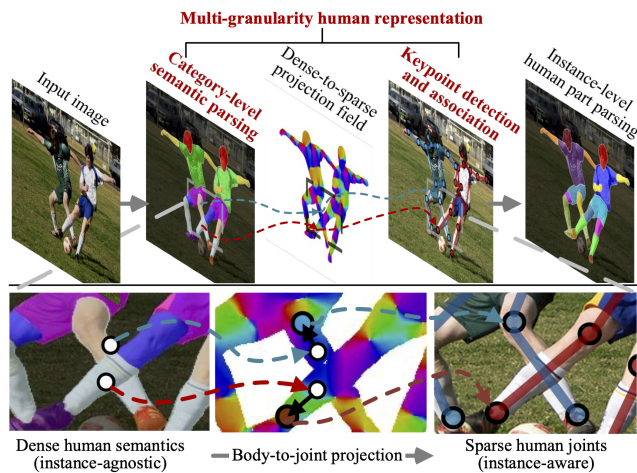 Multi-granularity human representation
Input image
Category-level
semantic parsing
Dense-to-sparse
projection field
Keypoint detection
and association
Instance-level
human part parsing
Dense human semantics
(instance-agnostic)
Body-to-joint projection
Sparse human joints
(instance-aware)